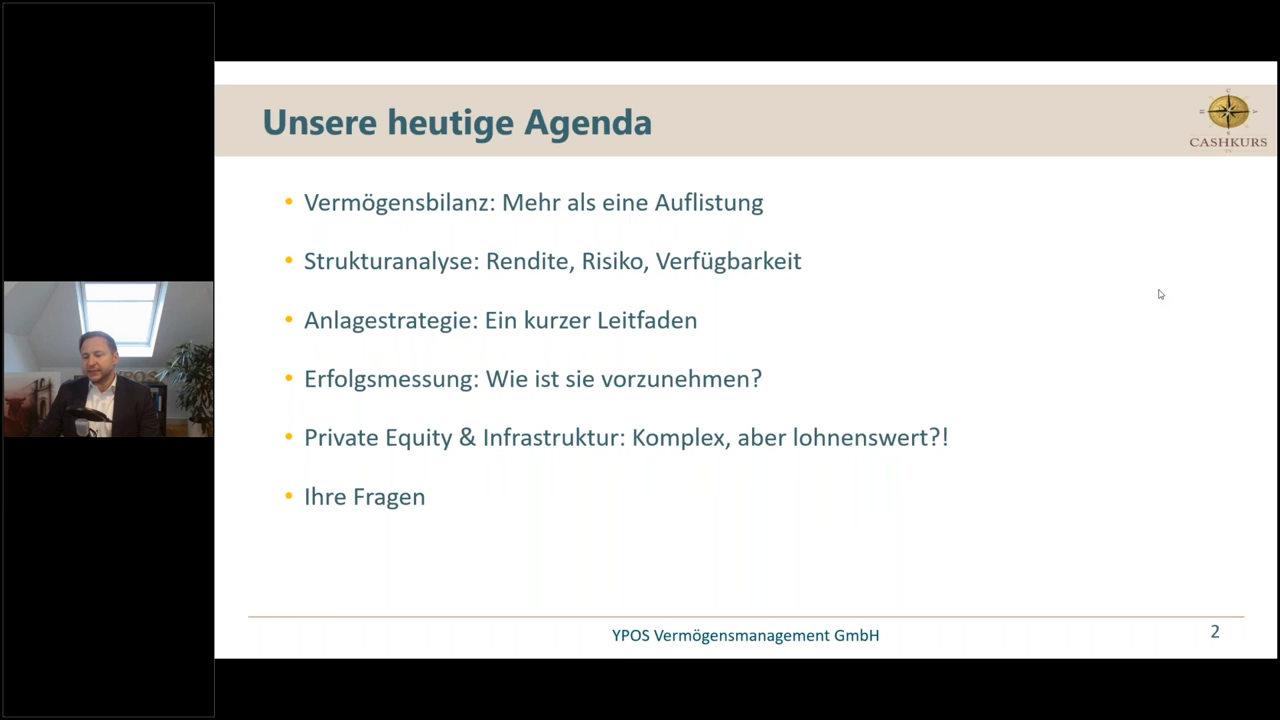 Unsere heutige Agenda
CASHKURS
• Vermögensbilanz: Mehr als eine Auflistung
• Strukturanalyse: Rendite, Risiko, Verfügbarkeit
• Anlagestrategie: Ein kurzer Leitfaden
• Erfolgsmessung: Wie ist sie vorzunehmen?
• Private Equity & Infrastruktur: Komplex, aber lohnenswert?!
• Ihre Fragen
YPOS Vermögensmanagement GmbH
2